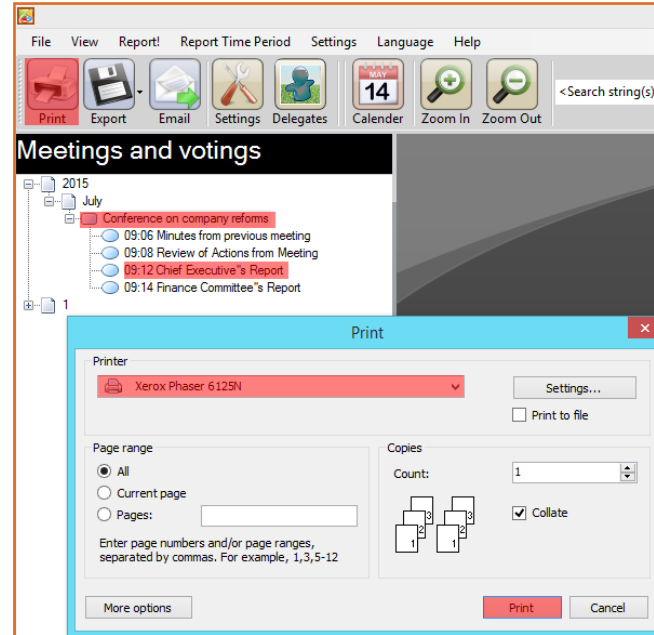 File View Report! Report Time Period Settings Language Help
Print Export Email Settings Delegates MAY 14 Calender Zoom In Zoom Out <Search string(s)
Meetings and votings
2015
July
Conference on company reforms
09:06 Minutes from previous meeting
09:08 Review of Actions from Meeting
09:12 Chief Executive"s Report
09:14 Finance Committee"s Report
1
Print
Printer
Xerox Phaser 6125N Settings...
Print to file
Page range
All
Current page
Pages:
Enter page numbers and/or page ranges,
separated by commas. For example, 1,3,5-12
Copies
Count: 1
1 2 3 1 2 3 Collate
More options Print Cancel